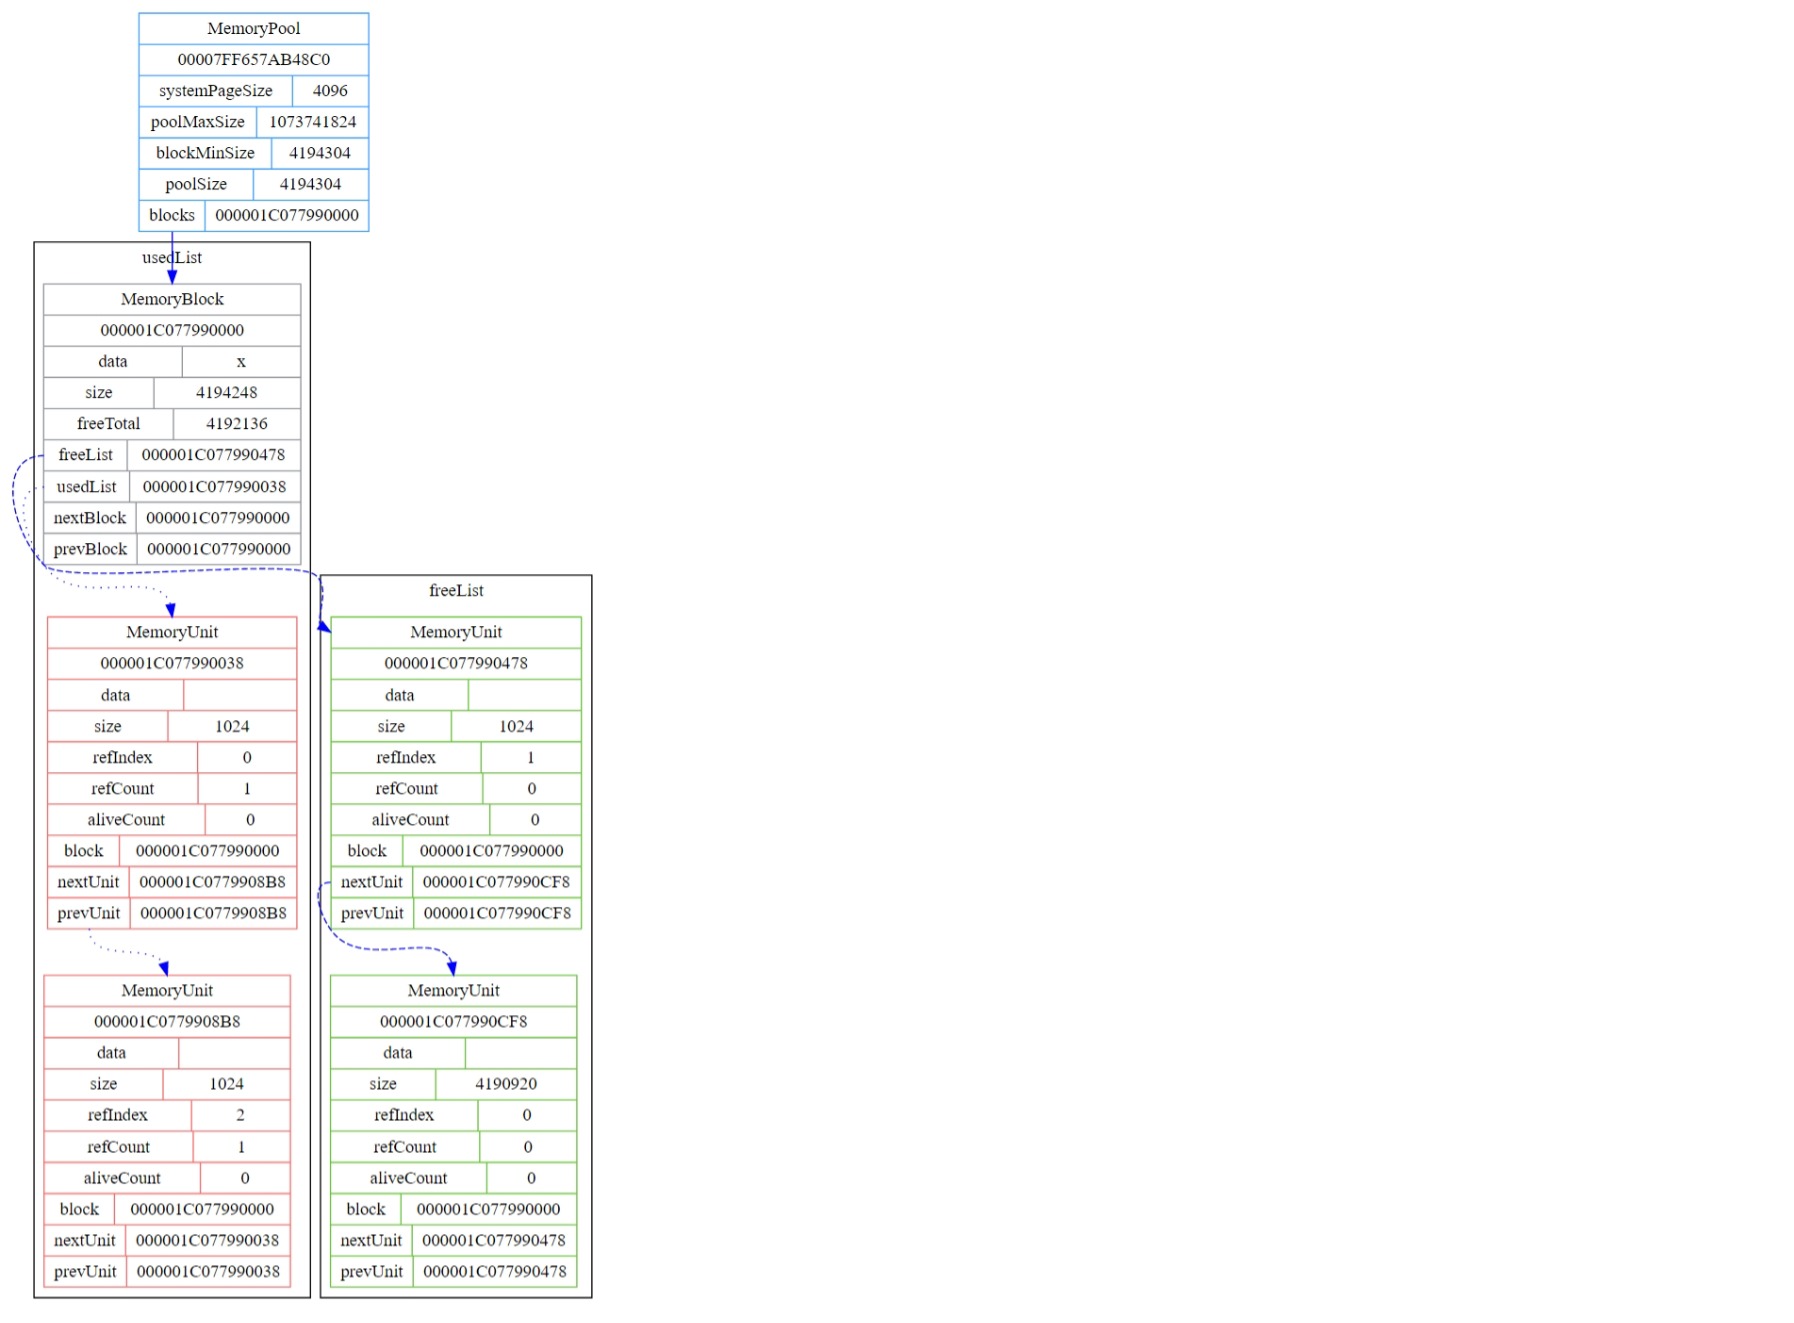 MemoryPool
00007FF657AB48C0
systemPageSize 4096
poolMaxSize 1073741824
blockMinSize 4194304
poolSize 4194304
blocks 000001C077990000
usedList
MemoryBlock
000001C077990000
data x
size 4194248
freeTotal 4192136
freeList 000001C077990478
usedList 000001C077990038
nextBlock 000001C077990000
prevBlock 000001C077990000
MemoryUnit
000001C077990038
data
size 1024
refIndex 0
refCount 1
aliveCount 0
block 000001C077990000
nextUnit 000001C0779908B8
prevUnit 000001C0779908B8
MemoryUnit
000001C0779908B8
data
size 1024
refIndex 2
refCount 1
aliveCount 0
block 000001C077990000
nextUnit 000001C077990038
prevUnit 000001C077990038
freeList
MemoryUnit
000001C077990478
data
size 1024
refIndex 1
refCount 0
aliveCount 0
block 000001C077990000
nextUnit 000001C077990CF8
prevUnit 000001C077990CF8
MemoryUnit
000001C077990CF8
data
size 4190920
refIndex 0
refCount 0
aliveCount 0
block 000001C077990000
nextUnit 000001C077990478
prevUnit 000001C077990478